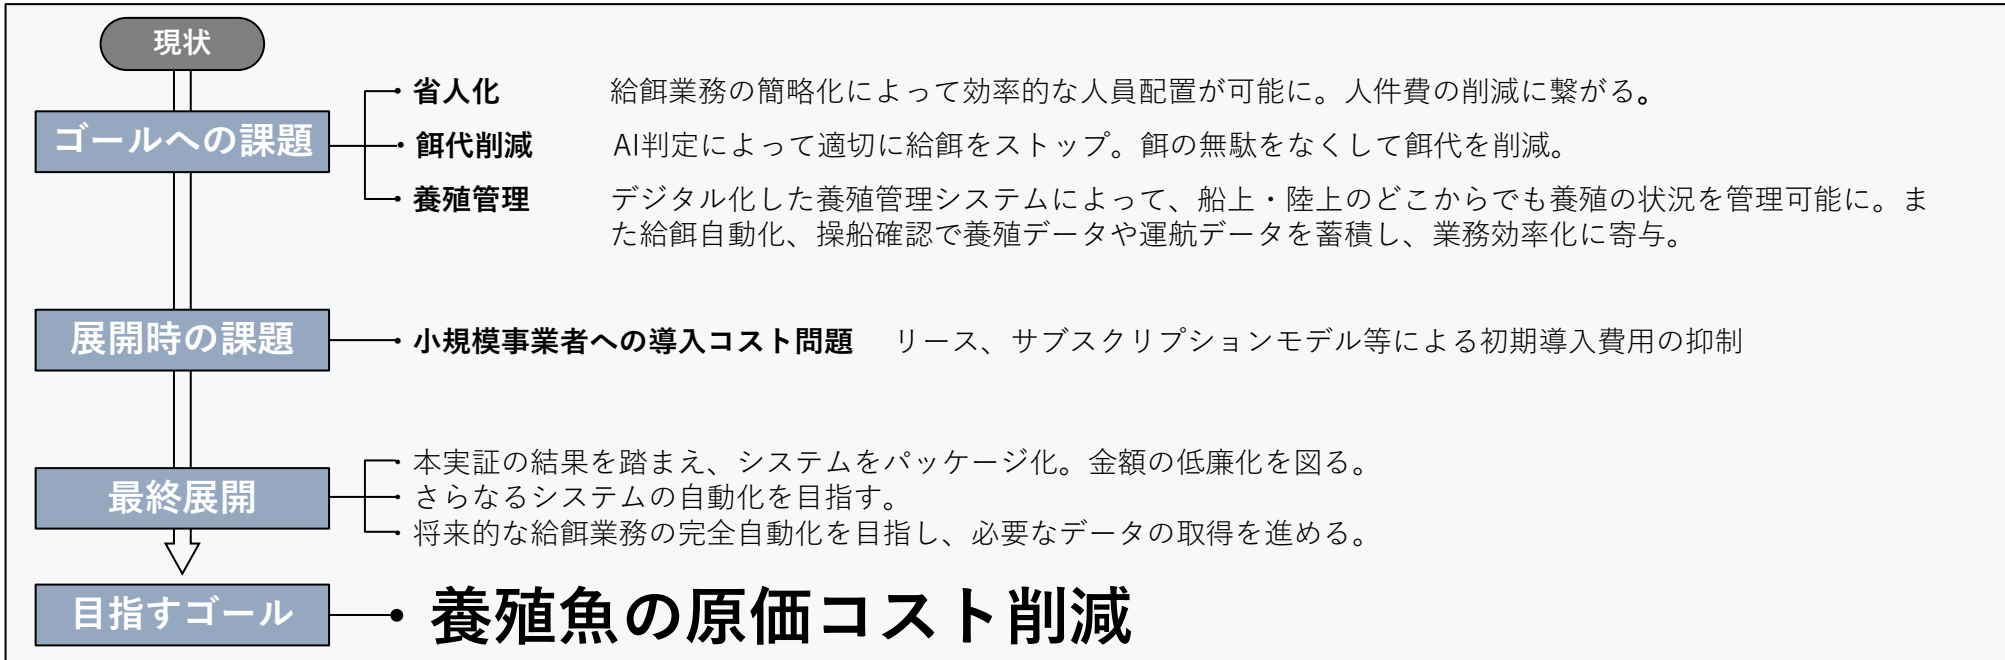 現状
ゴールへの課題
・省人化 給餌業務の簡略化によって効率的な人員配置が可能に。人件費の削減に繋がる。
・餌代削減 AI判定によって適切に給餌をストップ。餌の無駄をなくして餌代を削減。
・養殖管理 デジタル化した養殖管理システムによって、船上・陸上のどこからでも養殖の状況を管理可能に。ま
た給餌自動化、操船確認で養殖データや運航データを蓄積し、業務効率化に寄与。
展開時の課題
・小規模事業者への導入コスト問題 リース、サブスクリプションモデル等による初期導入費用の抑制
最終展開
・本実証の結果を踏まえ、システムをパッケージ化。金額の低廉化を図る。
・さらなるシステムの自動化を目指す。
・将来的な給餌業務の完全自動化を目指し、必要なデータの取得を進める。
目指すゴール
・養殖魚の原価コスト削減